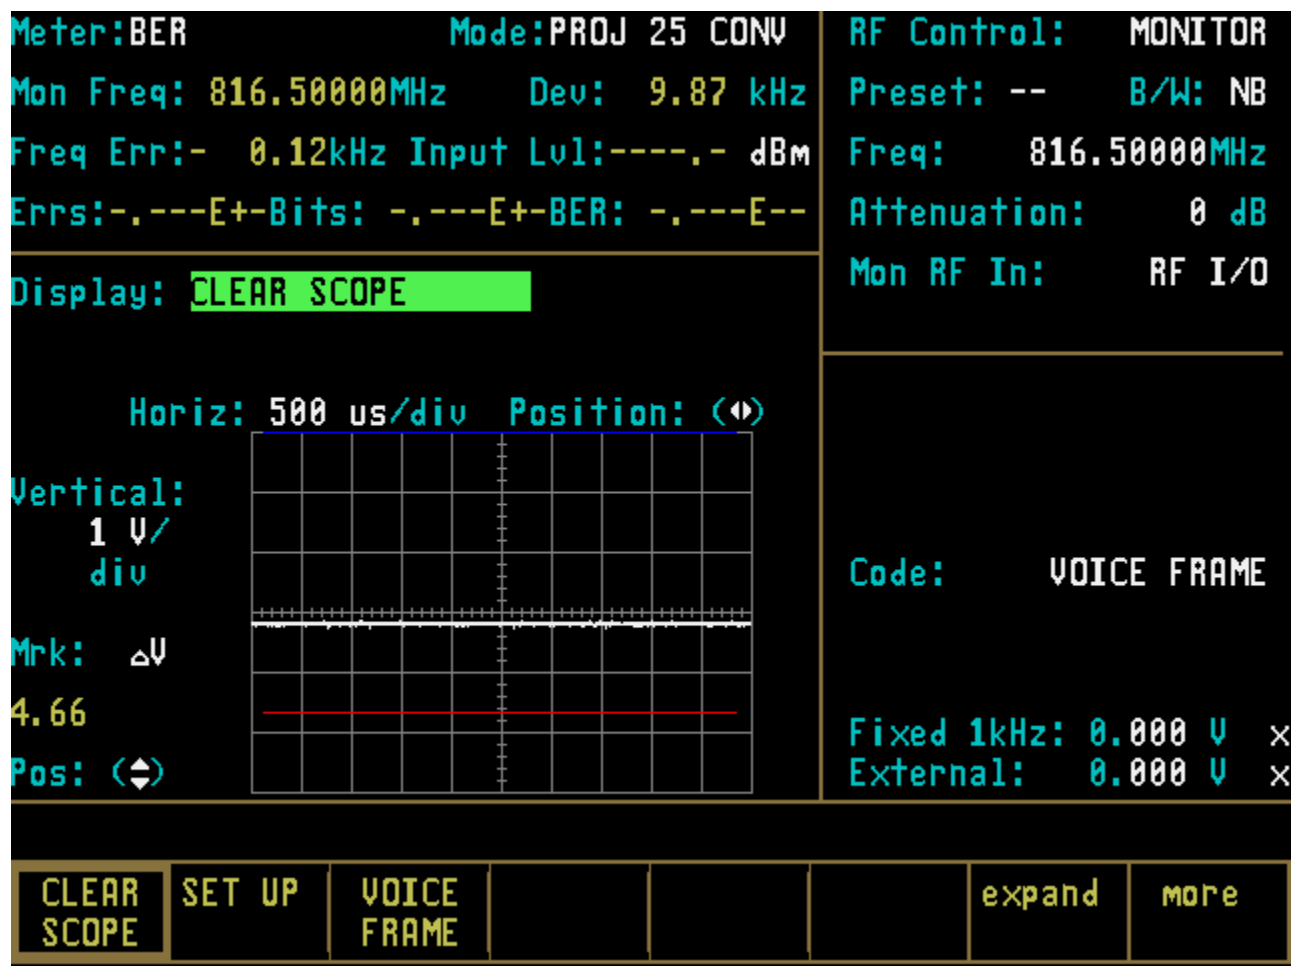 Meter:BER Mode:PROJ 25 CONV
Mon Freq: 816.50000MHz Dev: 9.87 kHz
Freq Err:- 0.12kHz Input Lvl:----.- dBm
Errs:-.---E+-Bits: -.---E+-BER: -.---E--
RF Control: MONITOR
Preset: -- B/W: NB
Freq: 816.50000MHz
Attenuation: 0 dB
Mon RF In: RF I/O
Display: CLEAR SCOPE
Horiz: 500 us/div Position: (◂▸)
Vertical:
1 V/
div
Mrk: △V
4.66
Pos: (▴▾)
Code: VOICE FRAME
Fixed 1kHz: 0.000 V x
External: 0.000 V x
CLEAR
SCOPE
SET UP
VOICE
FRAME
expand
more